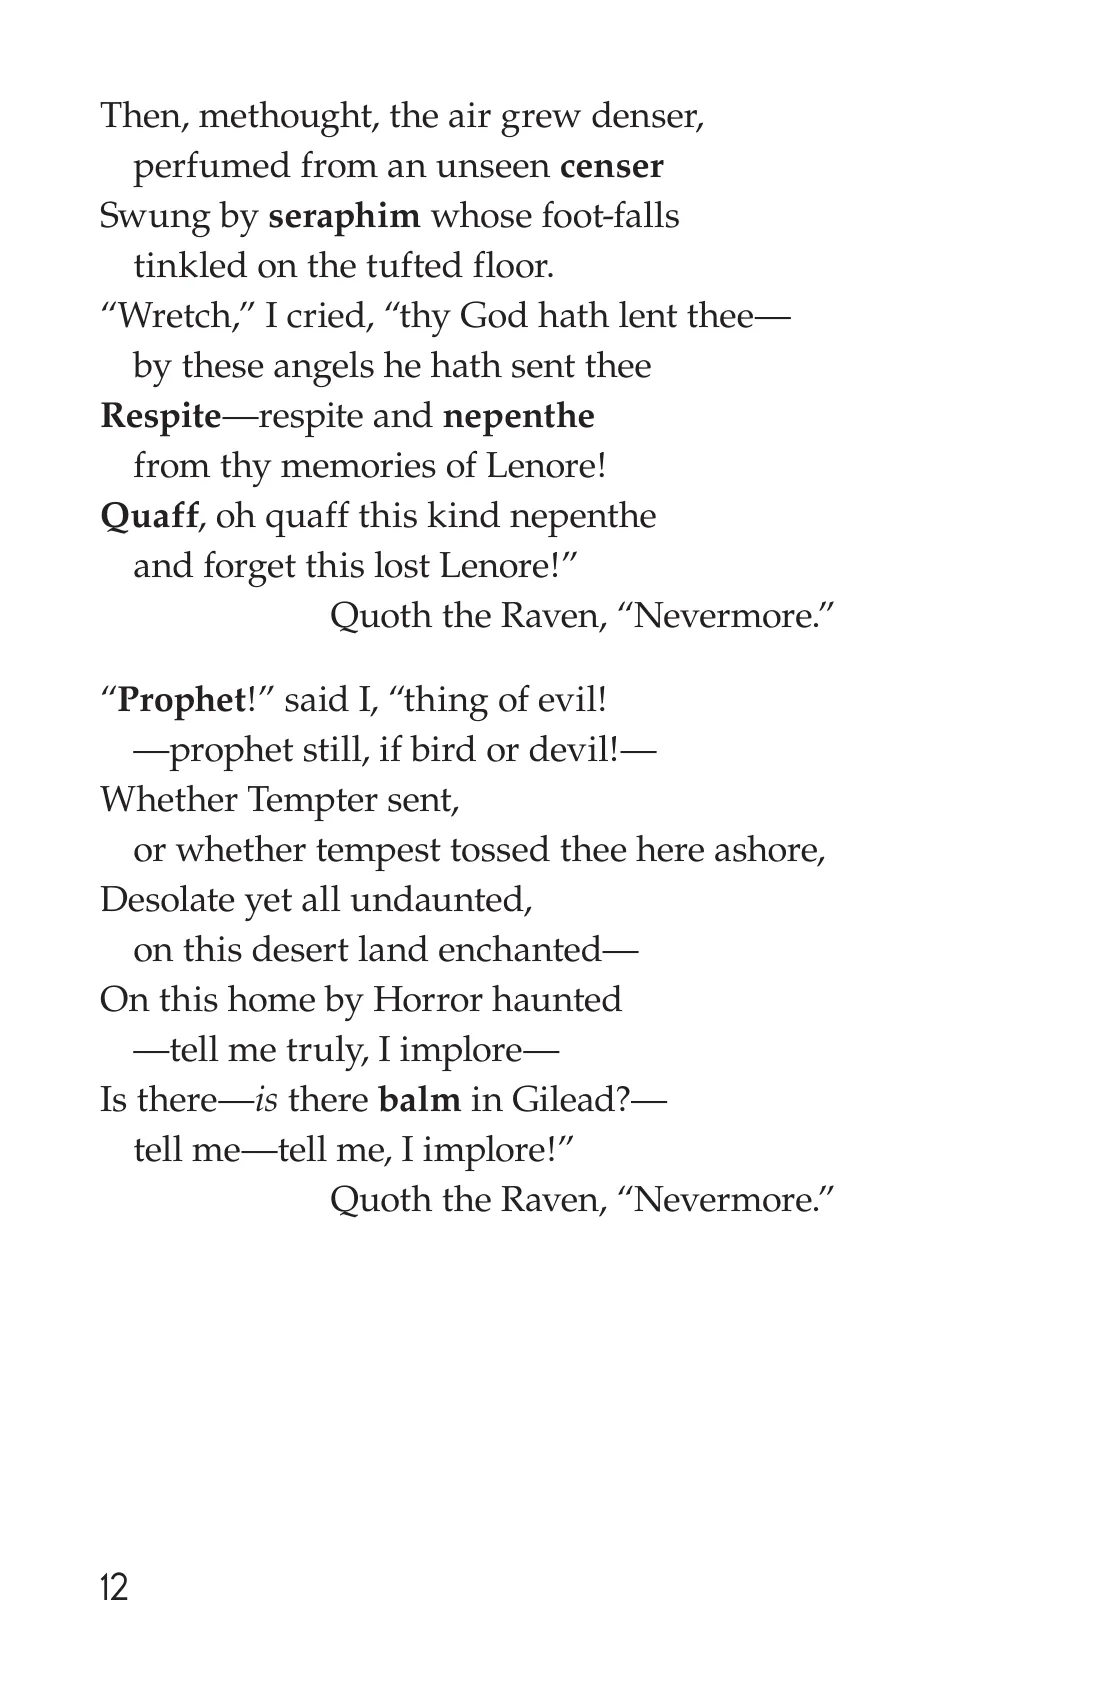 Then, methought, the air grew denser,
perfumed from an unseen censer
Swung by seraphim whose foot-falls
tinkled on the tufted floor.
“Wretch,” I cried, “thy God hath lent thee—
by these angels he hath sent thee
Respite—respite and nepenthe
from thy memories of Lenore!
Quaff, oh quaff this kind nepenthe
and forget this lost Lenore!”
Quoth the Raven, “Nevermore.”
“Prophet!” said I, “thing of evil!
—prophet still, if bird or devil!—
Whether Tempter sent,
or whether tempest tossed thee here ashore,
Desolate yet all undaunted,
on this desert land enchanted—
On this home by Horror haunted
—tell me truly, I implore—
Is there—is there balm in Gilead?—
tell me—tell me, I implore!”
Quoth the Raven, “Nevermore.”
12